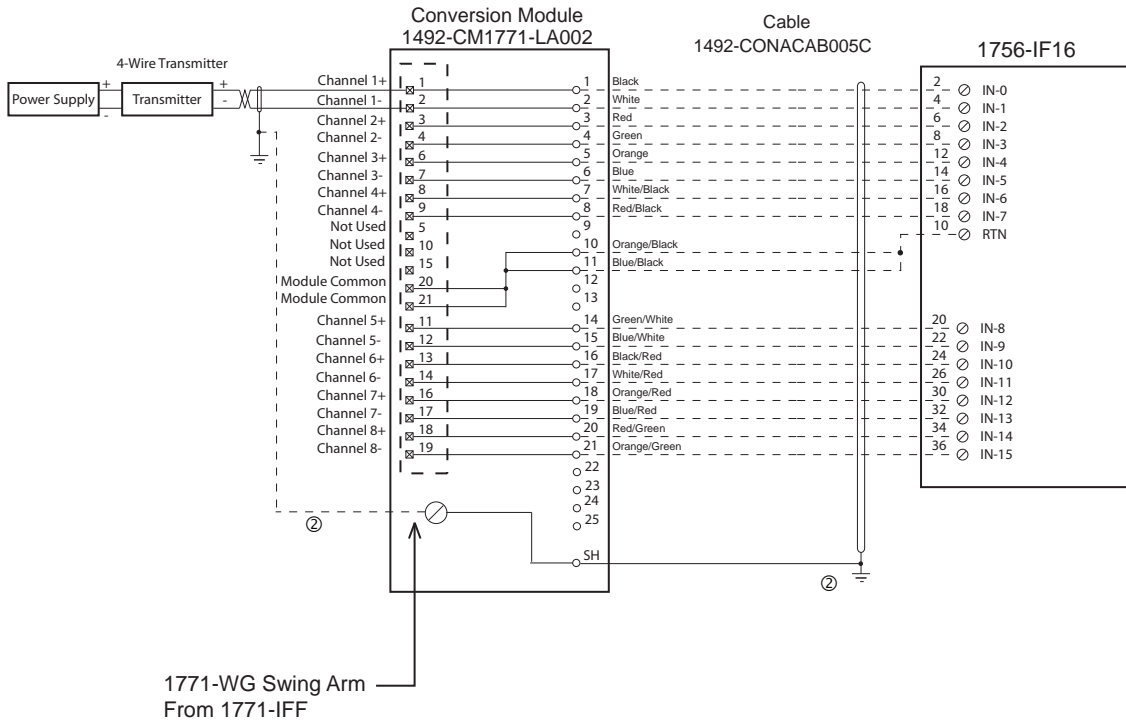 Conversion Module
1492-CM1771-LA002
Cable
1492-CONACAB005C
1756-IF16
4-Wire Transmitter
Power Supply + - Transmitter + -
Channel 1+ 1 1 Black 2 IN-0
Channel 1- 2 2 White 4 IN-1
Channel 2+ 3 3 Red 6 IN-2
Channel 2- 4 4 Green 8 IN-3
Channel 3+ 6 5 Orange 12 IN-4
Channel 3- 7 6 Blue 14 IN-5
Channel 4+ 8 7 White/Black 16 IN-6
Channel 4- 9 8 Red/Black 18 IN-7
Not Used 5 9 10 RTN
Not Used 10 10 Orange/Black
Not Used 15 11 Blue/Black
Module Common 20 12
Module Common 21 13
Channel 5+ 11 14 Green/White 20 IN-8
Channel 5- 12 15 Blue/White 22 IN-9
Channel 6+ 13 16 Black/Red 24 IN-10
Channel 6- 14 17 White/Red 26 IN-11
Channel 7+ 16 18 Orange/Red 30 IN-12
Channel 7- 17 19 Blue/Red 32 IN-13
Channel 8+ 18 20 Red/Green 34 IN-14
Channel 8- 19 21 Orange/Green 36 IN-15
22
23
24
25
②
SH
②
1771-WG Swing Arm
From 1771-IFF